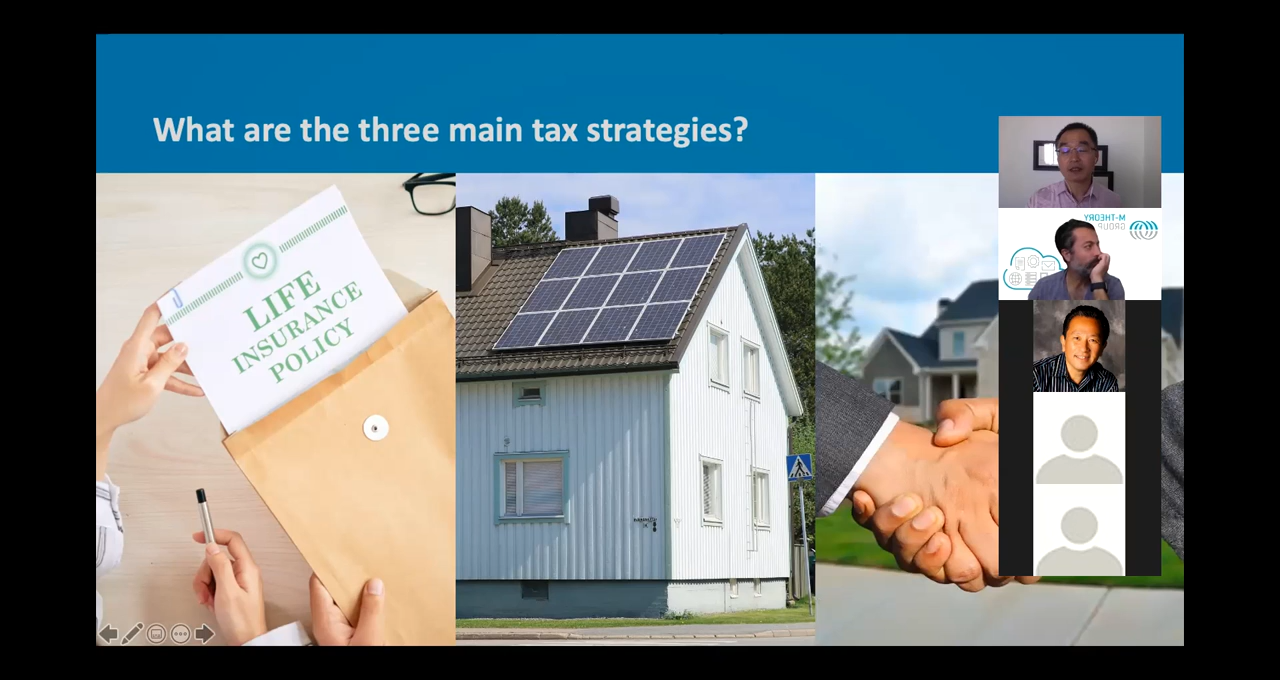 What are the three main tax strategies?
LIFE
INSURANCE
POLICY
M-THEORY
GROUP